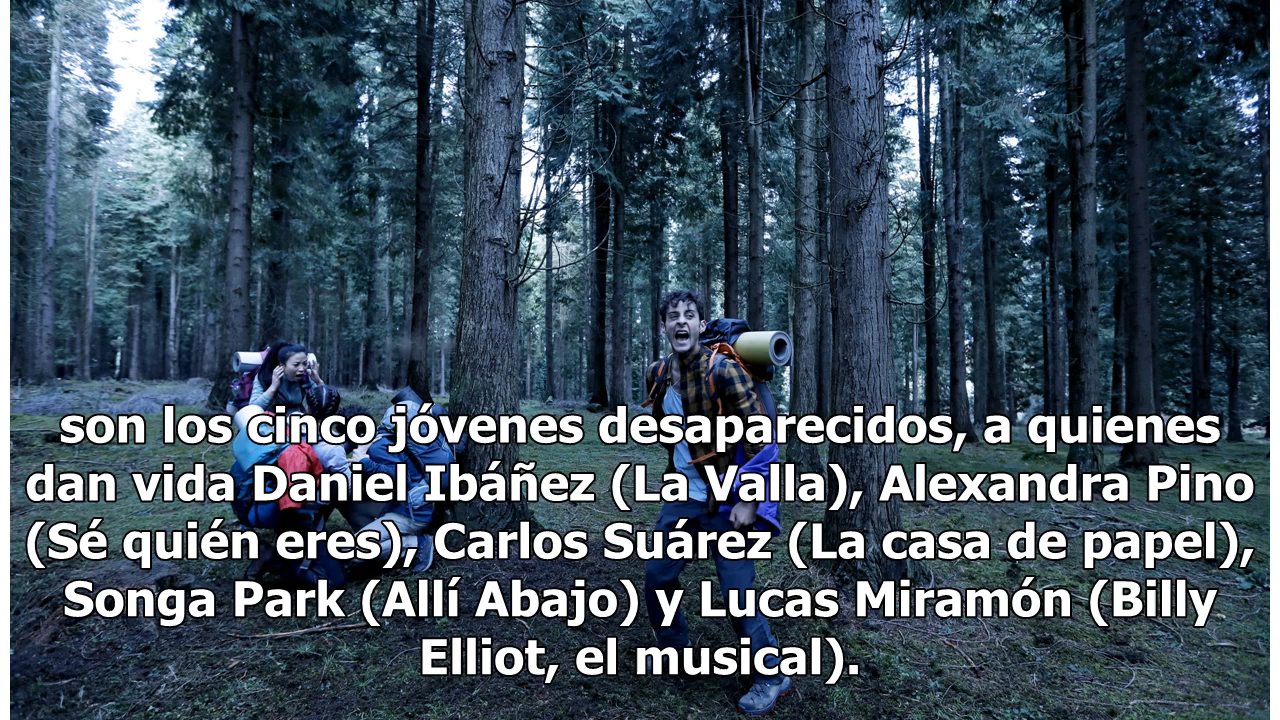 son los cinco jóvenes desaparecidos, a quienes
dan vida Daniel Ibáñez (La Valla), Alexandra Pino
(Sé quién eres), Carlos Suárez (La casa de papel),
Songa Park (Allí Abajo) y Lucas Miramón (Billy
Elliot, el musical).